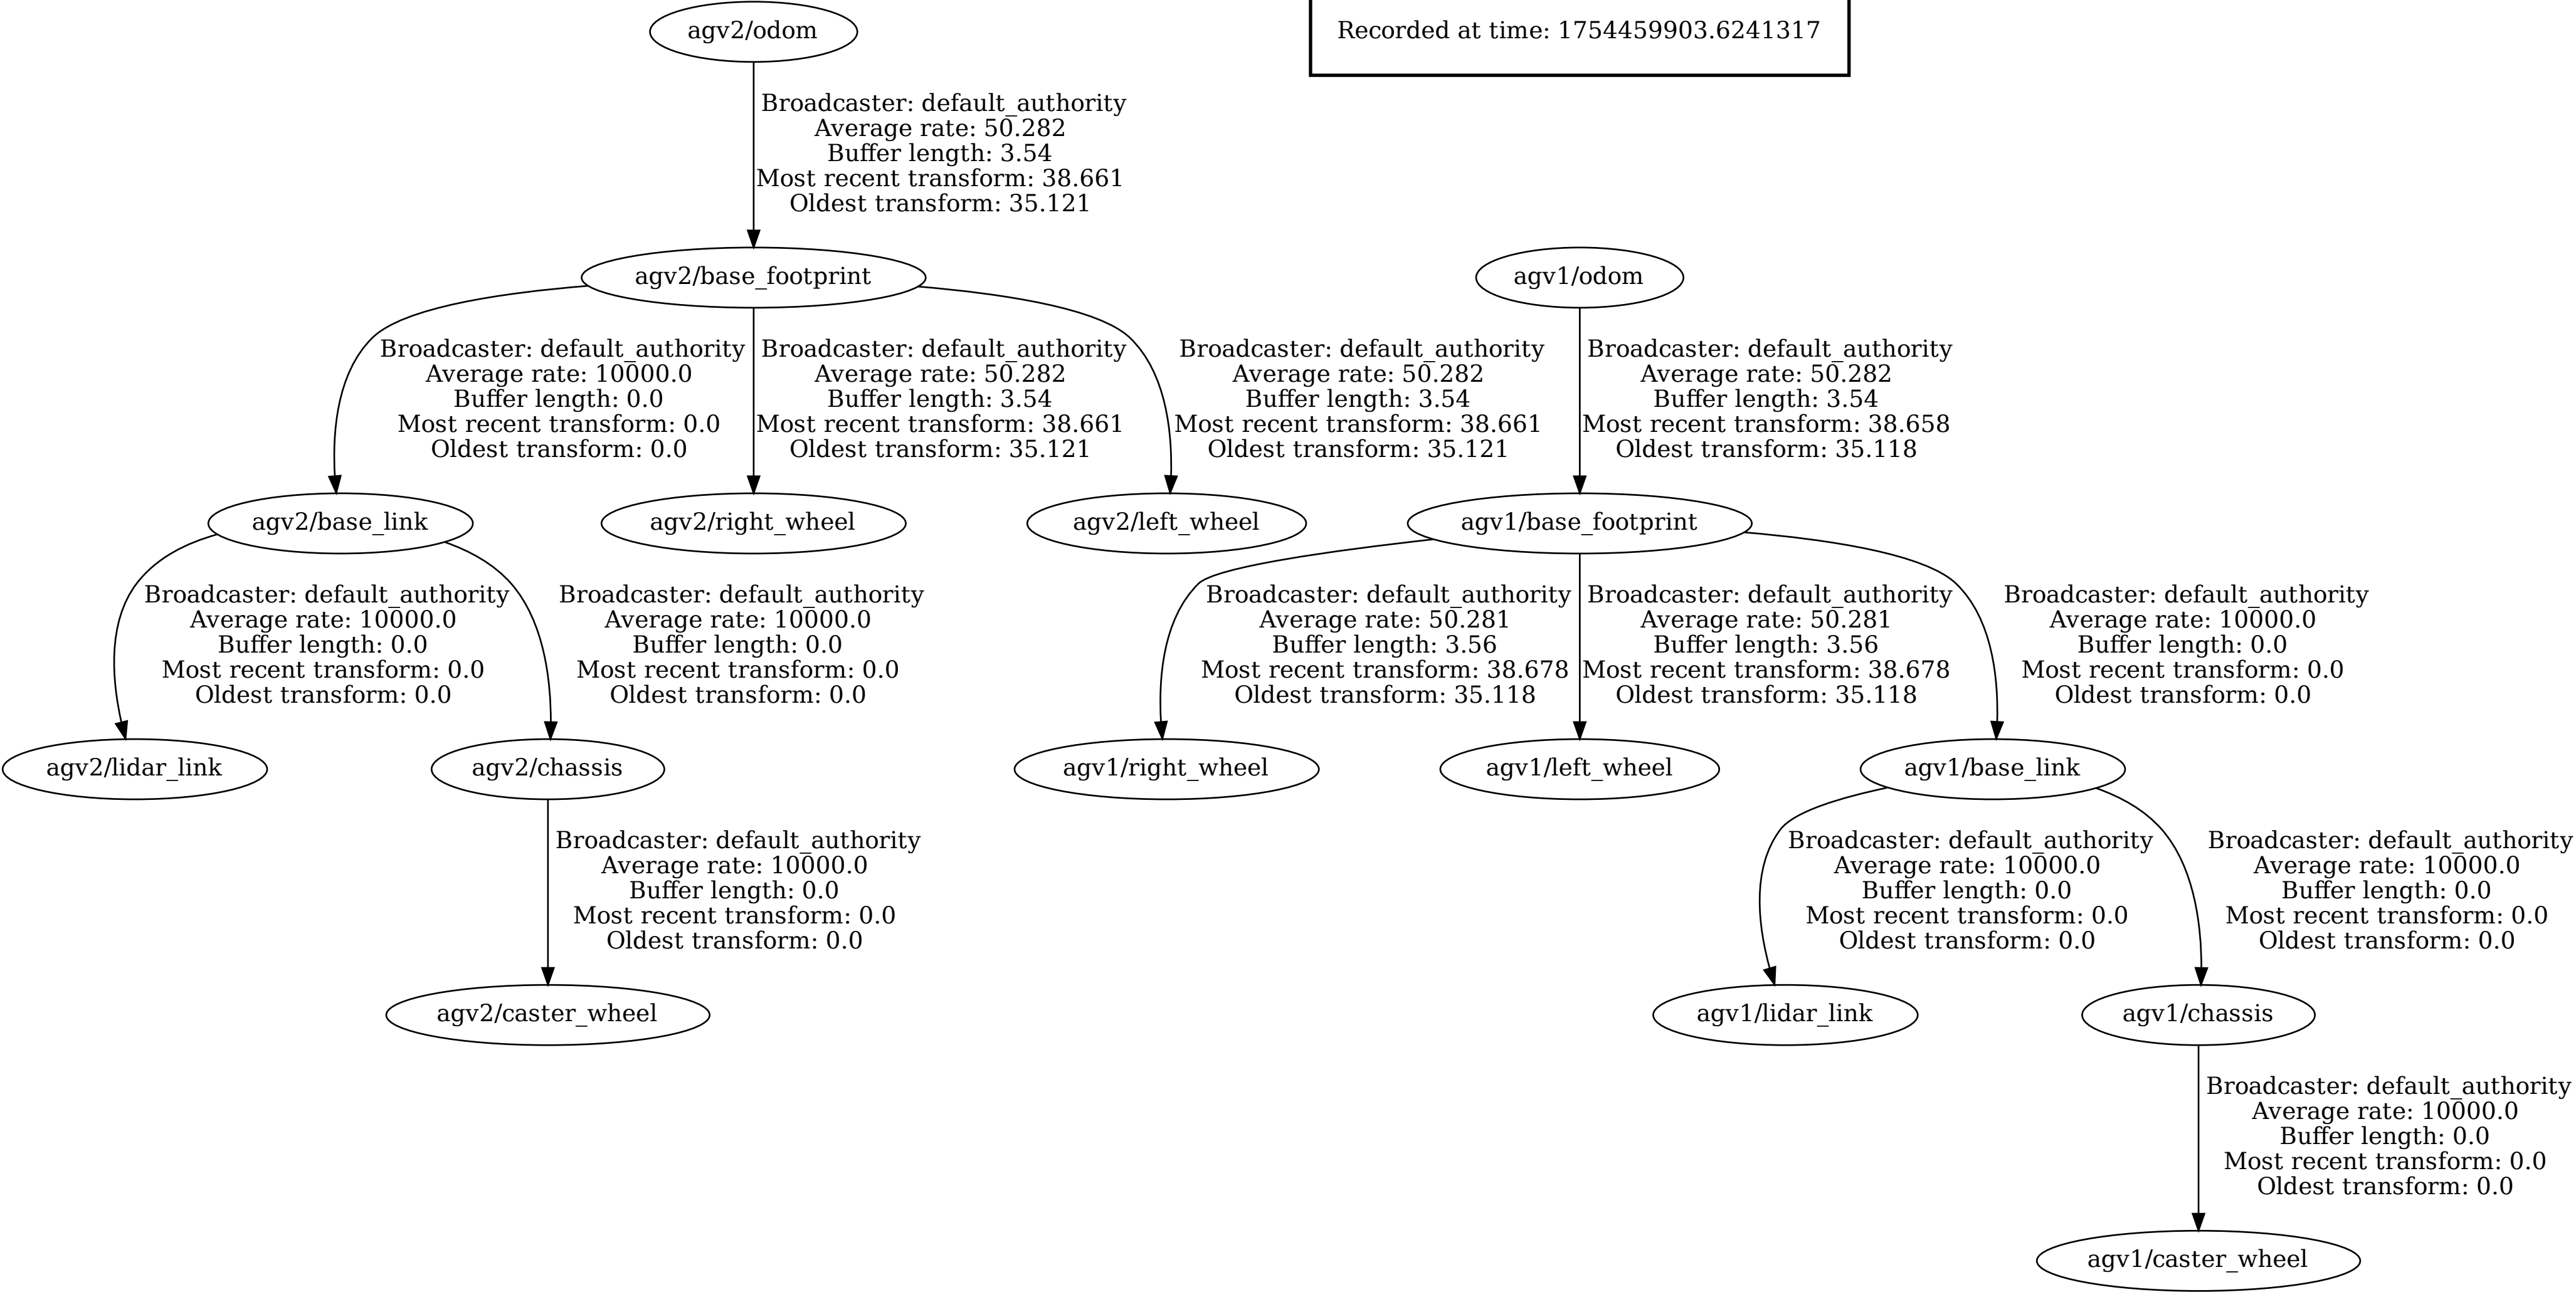 agv2/odom
Recorded at time: 1754459903.6241317
Broadcaster: default_authority
Average rate: 50.282
Buffer length: 3.54
Most recent transform: 38.661
Oldest transform: 35.121
agv2/base_footprint
agv1/odom
Broadcaster: default_authority
Average rate: 10000.0
Buffer length: 0.0
Most recent transform: 0.0
Oldest transform: 0.0
Broadcaster: default_authority
Average rate: 50.282
Buffer length: 3.54
Most recent transform: 38.661
Oldest transform: 35.121
Broadcaster: default_authority
Average rate: 50.282
Buffer length: 3.54
Most recent transform: 38.661
Oldest transform: 35.121
Broadcaster: default_authority
Average rate: 50.282
Buffer length: 3.54
Most recent transform: 38.658
Oldest transform: 35.118
agv2/base_link
agv2/right_wheel
agv2/left_wheel
agv1/base_footprint
Broadcaster: default_authority
Average rate: 10000.0
Buffer length: 0.0
Most recent transform: 0.0
Oldest transform: 0.0
Broadcaster: default_authority
Average rate: 10000.0
Buffer length: 0.0
Most recent transform: 0.0
Oldest transform: 0.0
Broadcaster: default_authority
Average rate: 50.281
Buffer length: 3.56
Most recent transform: 38.678
Oldest transform: 35.118
Broadcaster: default_authority
Average rate: 50.281
Buffer length: 3.56
Most recent transform: 38.678
Oldest transform: 35.118
Broadcaster: default_authority
Average rate: 10000.0
Buffer length: 0.0
Most recent transform: 0.0
Oldest transform: 0.0
agv2/lidar_link
agv2/chassis
agv1/right_wheel
agv1/left_wheel
agv1/base_link
Broadcaster: default_authority
Average rate: 10000.0
Buffer length: 0.0
Most recent transform: 0.0
Oldest transform: 0.0
Broadcaster: default_authority
Average rate: 10000.0
Buffer length: 0.0
Most recent transform: 0.0
Oldest transform: 0.0
Broadcaster: default_authority
Average rate: 10000.0
Buffer length: 0.0
Most recent transform: 0.0
Oldest transform: 0.0
agv2/caster_wheel
agv1/lidar_link
agv1/chassis
Broadcaster: default_authority
Average rate: 10000.0
Buffer length: 0.0
Most recent transform: 0.0
Oldest transform: 0.0
agv1/caster_wheel